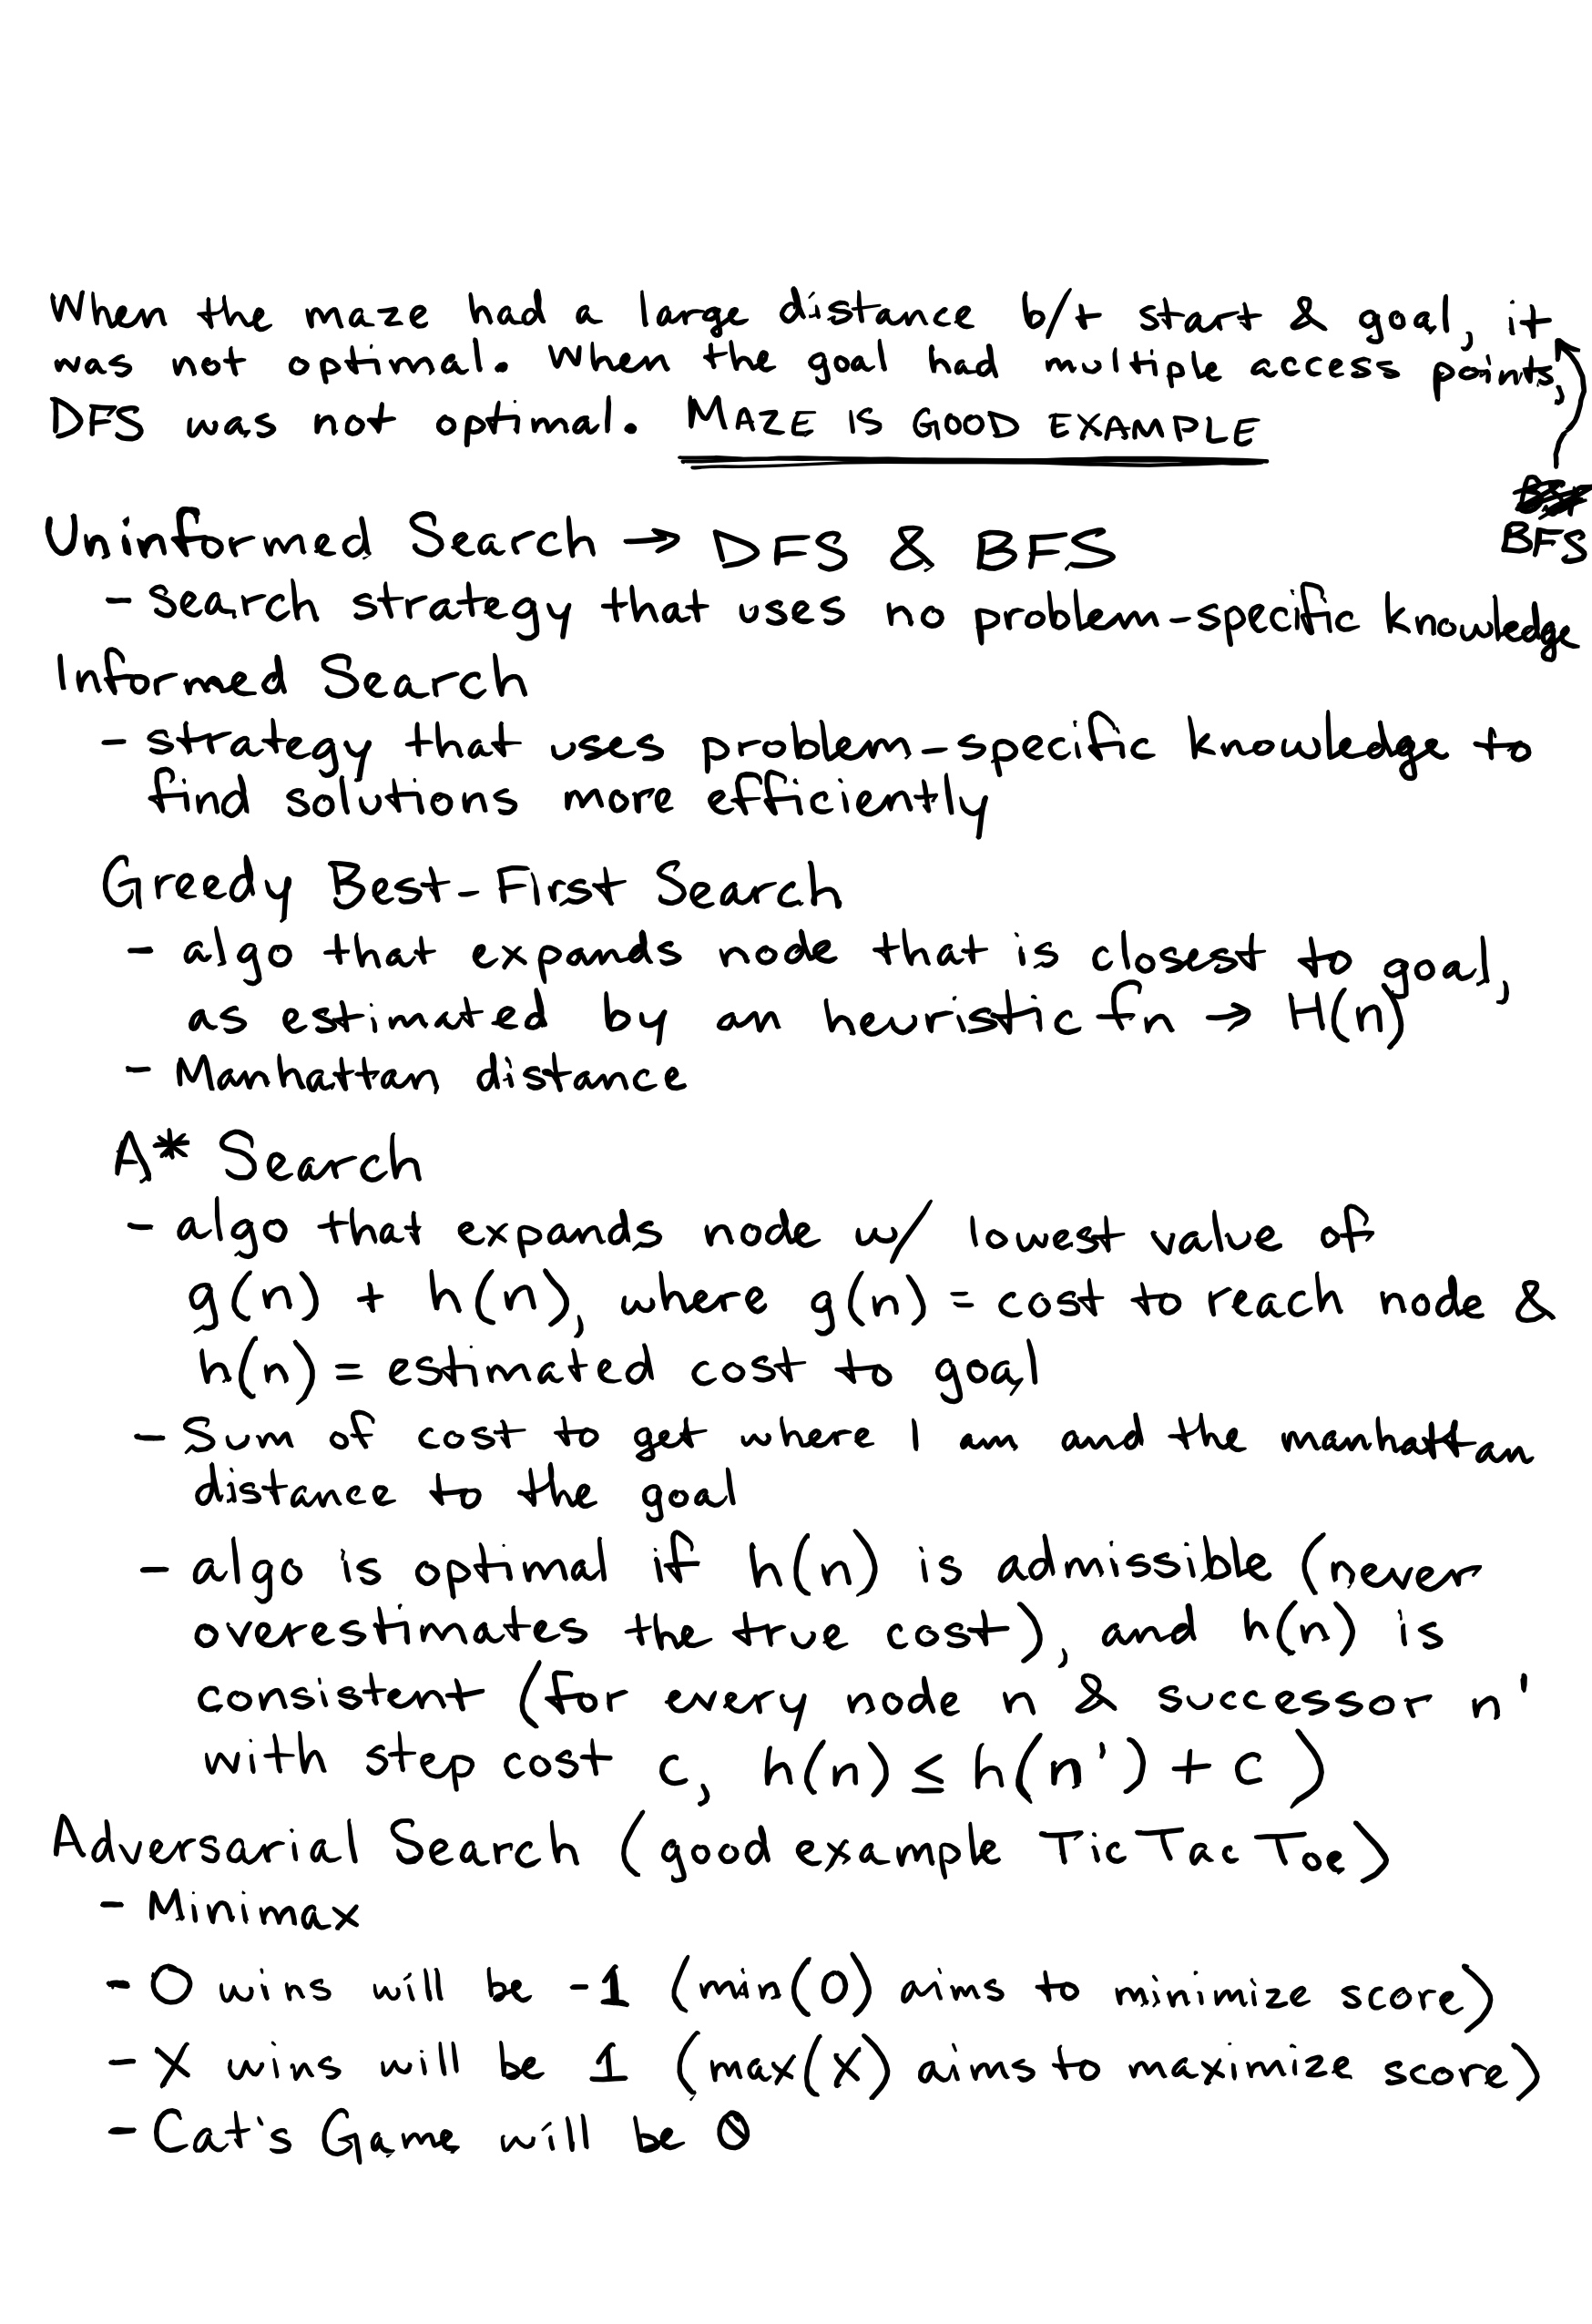 When the maze had a large distance b/t start & goal, it
was not optimal. When the goal had multiple access points,
DFS was not optimal. MAZE IS GOOD EXAMPLE
BFS
Uninformed Search → DFS & BFS
- search strategy that uses no problem-specific knowledge
Informed Search
- strategy that uses problem-specific knowledge to
find solutions more efficiently
Greedy Best-First Search
- algo that expands node that is closest to goal,
as estimated by an heuristic fn → H(n)
- Manhattan distance
A* Search
- algo that expands node w/ lowest value of
g(n) + h(n), where g(n) = cost to reach node &
h(n) = estimated cost to goal
- Sum of cost to get where I am and the manhattan
distance to the goal
- algo is optimal if h(n) is admissible (never
overestimates the true cost), and h(n) is
consistent (for every node n & successor n'
with step cost c, h(n) ≤ h(n') + c )
Adversarial Search (good example Tic Tac Toe)
- Minimax
- O wins will be -1 (min(O) aims to minimize score)
- X wins will be 1 (max(X) aims to maximize score)
- Cat's Game will be 0